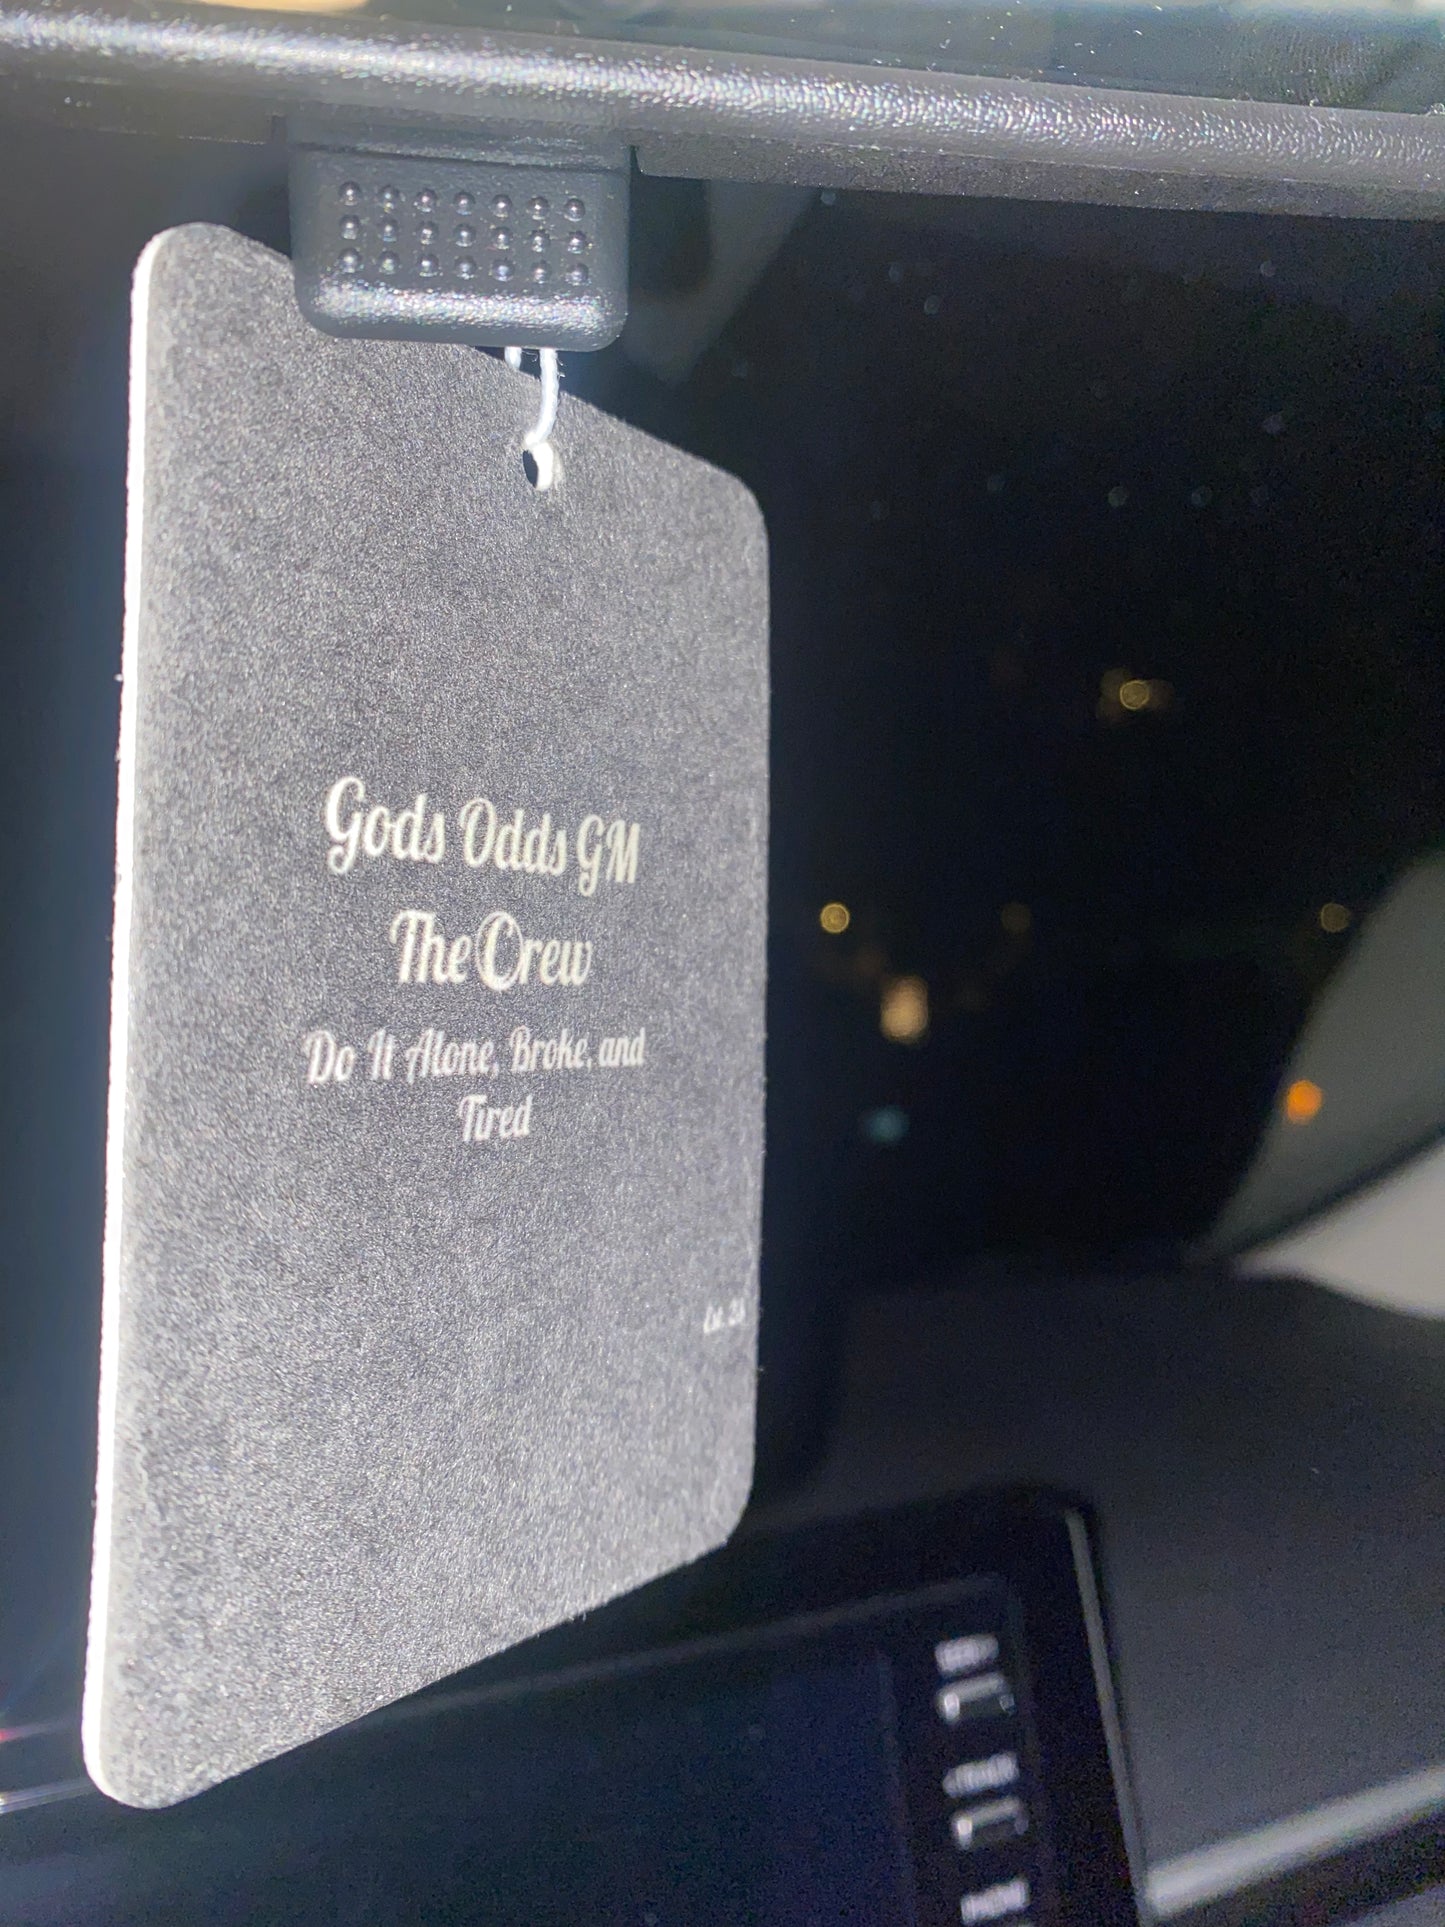 Gods Odds GM
The Crew
Do It Alone, Broke, and
Tired